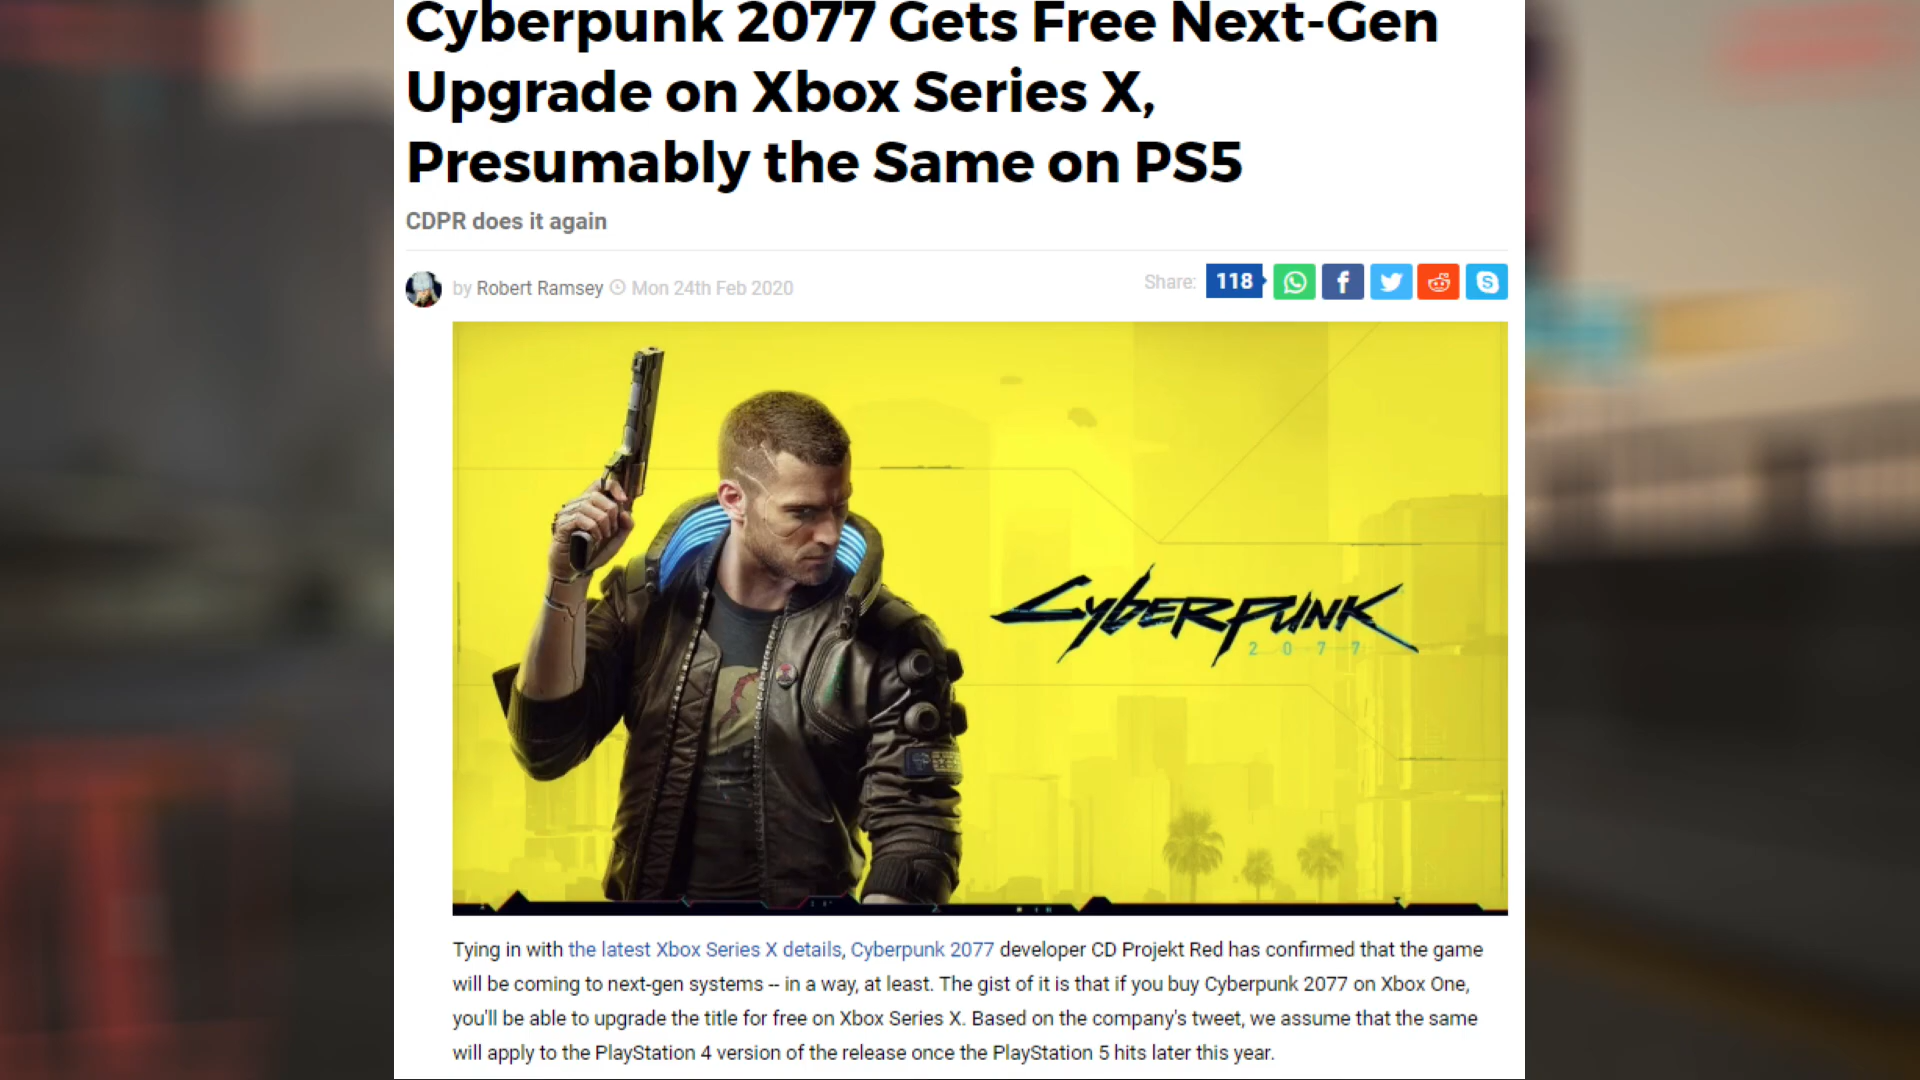 Cyberpunk 2077 Gets Free Next-Gen
Upgrade on Xbox Series X,
Presumably the Same on PS5
CDPR does it again
by Robert Ramsey Mon 24th Feb 2020
Share: 118
CYBERPUNK
2077
Tying in with the latest Xbox Series X details, Cyberpunk 2077 developer CD Projekt Red has confirmed that the game
will be coming to next-gen systems -- in a way, at least. The gist of it is that if you buy Cyberpunk 2077 on Xbox One,
you'll be able to upgrade the title for free on Xbox Series X. Based on the company's tweet, we assume that the same
will apply to the PlayStation 4 version of the release once the PlayStation 5 hits later this year.